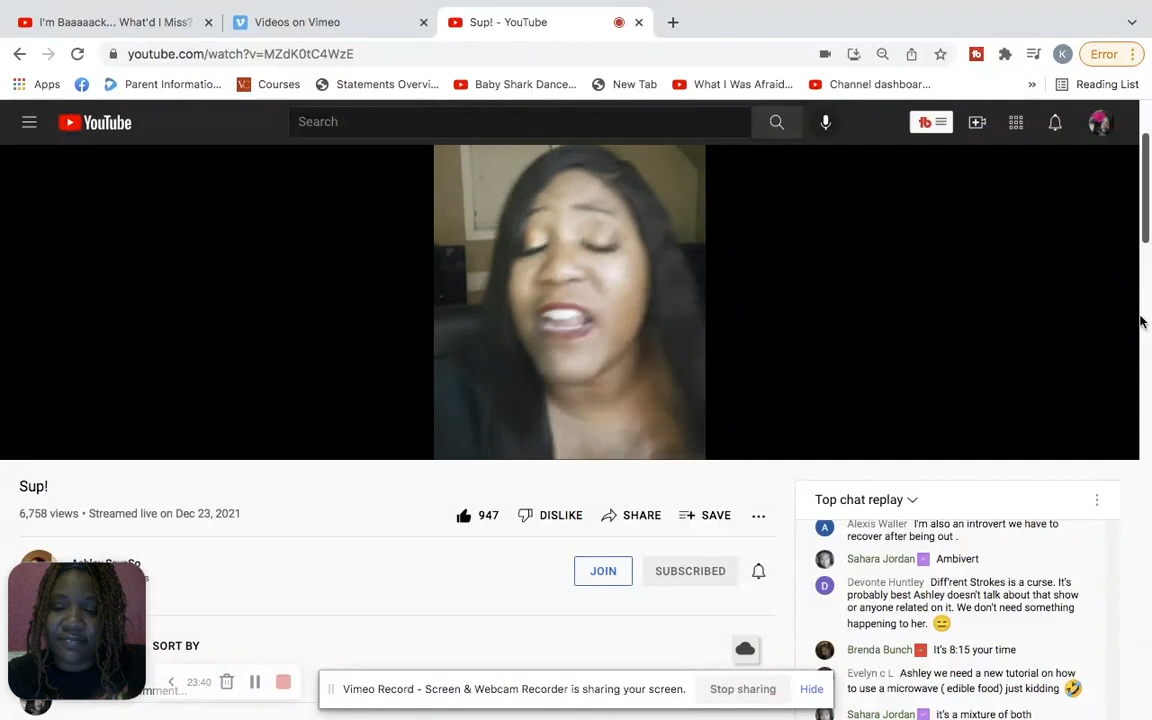 I'm Baaaaack... What'd I Miss?
Videos on Vimeo
Sup! - YouTube
youtube.com/watch?v=MZdK0tC4WzE
Error
Apps
Parent Informatio...
Courses
Statements Overvi...
Baby Shark Dance...
New Tab
What I Was Afraid...
Channel dashboar...
»
Reading List
YouTube
Search
tb
Sup!
6,758 views • Streamed live on Dec 23, 2021
947
DISLIKE
SHARE
SAVE
JOIN
SUBSCRIBED
SORT BY
23:40
Vimeo Record - Screen & Webcam Recorder is sharing your screen.
Stop sharing
Hide
Top chat replay
Alexis Waller I'm also an introvert we have to
recover after being out .
Sahara Jordan Ambivert
Devonte Huntley Diff'rent Strokes is a curse. It's
probably best Ashley doesn't talk about that show
or anyone related on it. We don't need something
happening to her.
Brenda Bunch It's 8:15 your time
Evelyn c L Ashley we need a new tutorial on how
to use a microwave ( edible food) just kidding
Sahara Jordan it's a mixture of both